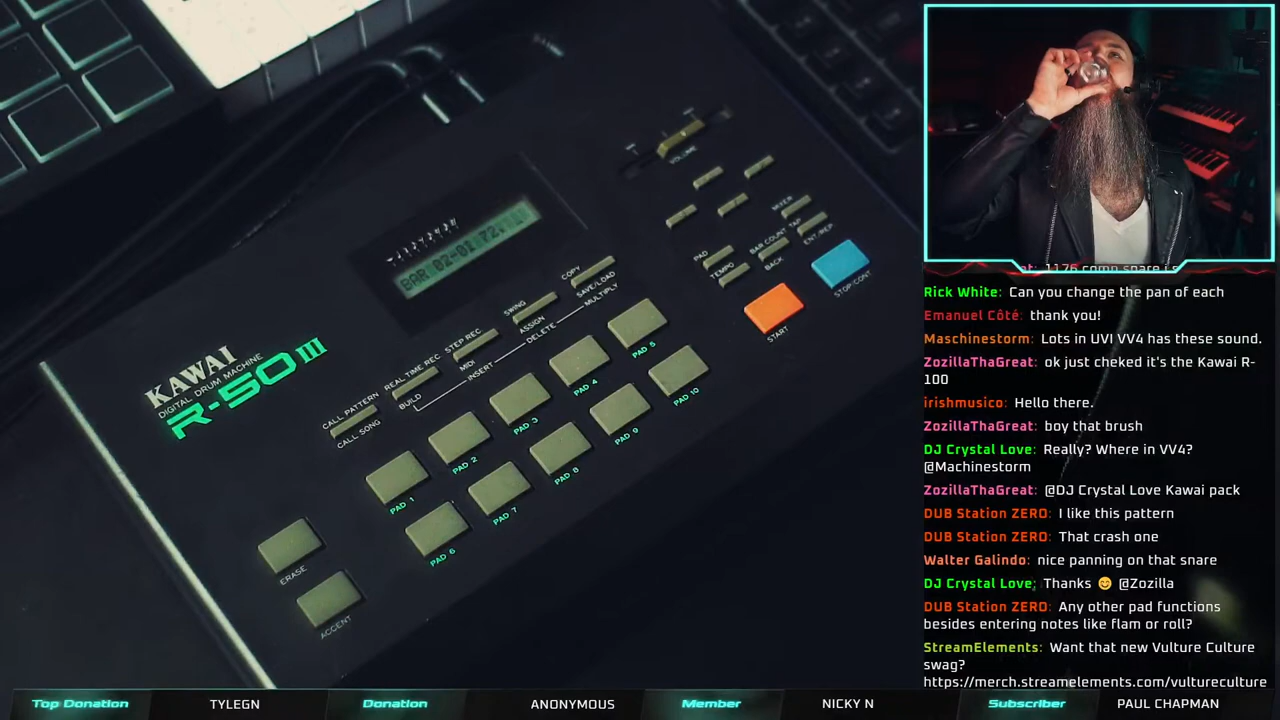 KAWAI
DIGITAL DRUM MACHINE
R-50 III
BAR 02-01
VOLUME
CALL PATTERN
CALL SONG
REAL TIME REC
BUILD
STEP REC
MIDI
SWING
ASSIGN
COPY
SAVE/LOAD
INSERT
DELETE
MULTIPLY
PAD
TEMPO
MIXER
BAR COUNT
TAP
BACK
ENT/REP
START
STOP/CONT
PAD 1
PAD 2
PAD 3
PAD 4
PAD 5
PAD 6
PAD 7
PAD 8
PAD 9
PAD 10
ERASE
ACCENT
Rick White: Can you change the pan of each
Emanuel Côté: thank you!
Maschinestorm: Lots in UVI VV4 has these sound.
ZozillaThaGreat: ok just cheked it's the Kawai R-
100
irishmusico: Hello there.
ZozillaThaGreat: boy that brush
DJ Crystal Love: Really? Where in VV4?
@Machinestorm
ZozillaThaGreat: @DJ Crystal Love Kawai pack
DUB Station ZERO: I like this pattern
DUB Station ZERO: That crash one
Walter Galindo: nice panning on that snare
DJ Crystal Love: Thanks 😊 @Zozilla
DUB Station ZERO: Any other pad functions
besides entering notes like flam or roll?
StreamElements: Want that new Vulture Culture
swag?
https://merch.streamelements.com/vultureculture
Top Donation TYLEGN Donation ANONYMOUS Member NICKY N Subscriber PAUL CHAPMAN